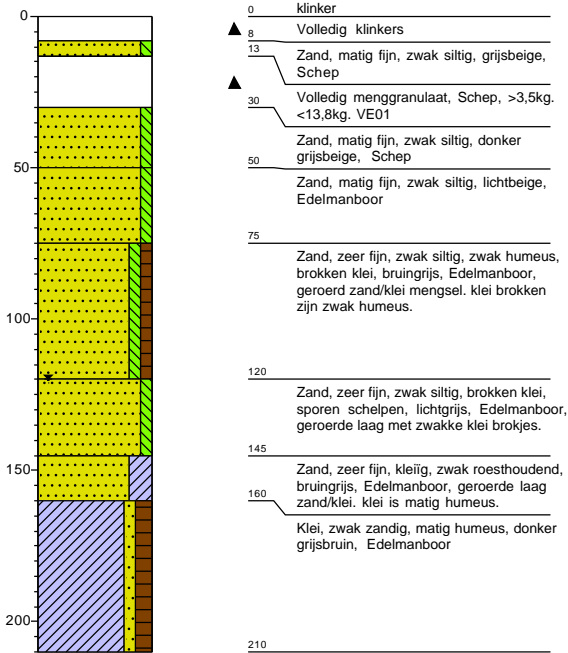 0
50
100
150
200
0 klinker
Volledig klinkers
8
13
Zand, matig fijn, zwak siltig, grijsbeige,
Schep
Volledig menggranulaat, Schep, >3,5kg.
30
<13,8kg. VE01
Zand, matig fijn, zwak siltig, donker
grijsbeige, Schep
50
Zand, matig fijn, zwak siltig, lichtbeige,
Edelmanboor
75
Zand, zeer fijn, zwak siltig, zwak humeus,
brokken klei, bruingrijs, Edelmanboor,
geroerd zand/klei mengsel. klei brokken
zijn zwak humeus.
120
Zand, zeer fijn, zwak siltig, brokken klei,
sporen schelpen, lichtgrijs, Edelmanboor,
geroerde laag met zwakke klei brokjes.
145
Zand, zeer fijn, kleiïg, zwak roesthoudend,
bruingrijs, Edelmanboor, geroerde laag
160
zand/klei. klei is matig humeus.
Klei, zwak zandig, matig humeus, donker
grijsbruin, Edelmanboor
210